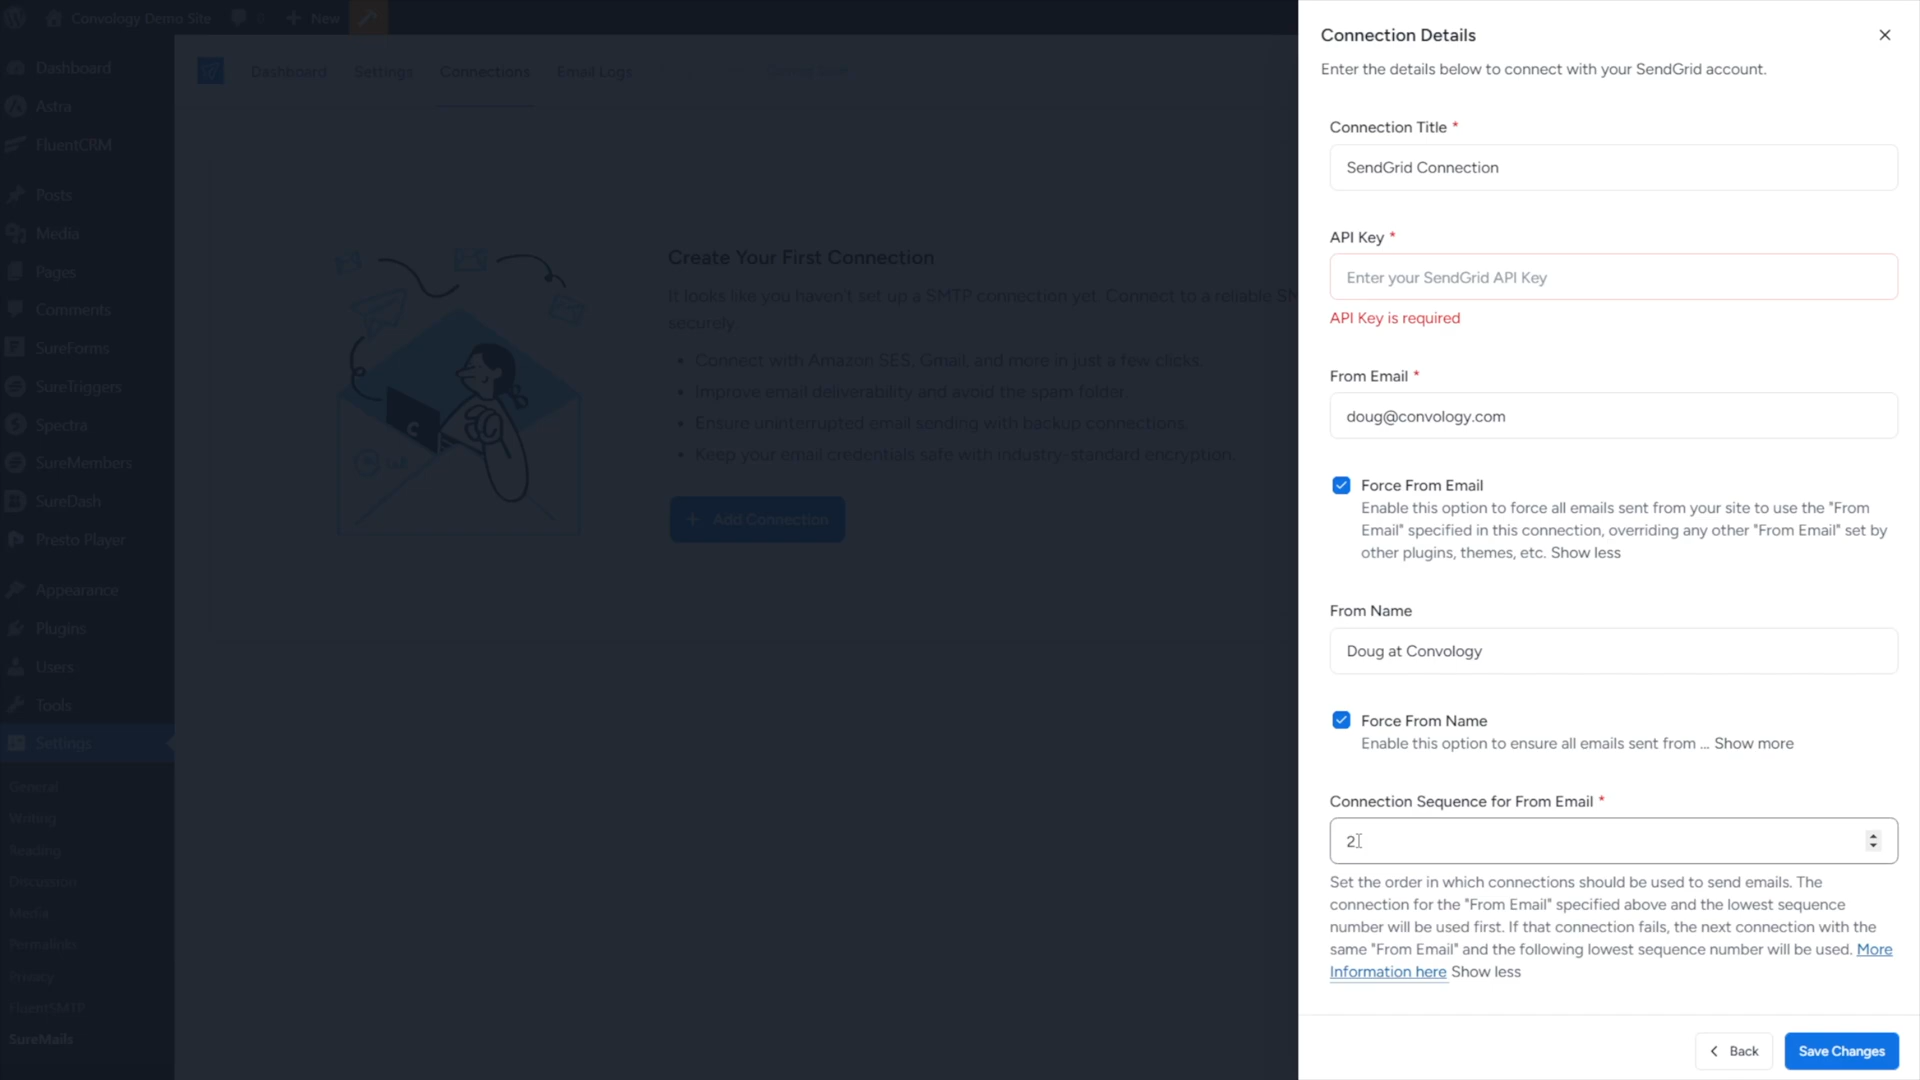 Convology Demo Site
0
New
Dashboard
Astra
FluentCRM
Posts
Media
Pages
Comments
SureForms
SureTriggers
Spectra
SureMembers
SureDash
Presto Player
Appearance
Plugins
Users
Tools
Settings
General
Writing
Reading
Discussion
Media
Permalinks
Privacy
FluentSMTP
SureMails
Dashboard
Settings
Connections
Email Logs
Create Your First Connection
It looks like you haven't set up a SMTP connection yet. Connect to a reliable SM
securely
• Connect with Amazon SES, Gmail, and more in just a few clicks.
• Improve email deliverability and avoid the spam folder.
• Ensure uninterrupted email sending with backup connections.
• Keep your email credentials safe with industry-standard encryption.
C
+ Add Connection
Connection Details
Enter the details below to connect with your SendGrid account.
Connection Title *
SendGrid Connection
API Key *
Enter your SendGrid API Key
API Key is required
From Email *
doug@convology.com
Force From Email
Enable this option to force all emails sent from your site to use the "From
Email" specified in this connection, overriding any other "From Email" set by
other plugins, themes, etc. Show less
From Name
Doug at Convology
Force From Name
Enable this option to ensure all emails sent from ... Show more
Connection Sequence for From Email *
2
Set the order in which connections should be used to send emails. The
connection for the "From Email" specified above and the lowest sequence
number will be used first. If that connection fails, the next connection with the
same "From Email" and the following lowest sequence number will be used. More
Information here Show less
Back
Save Changes